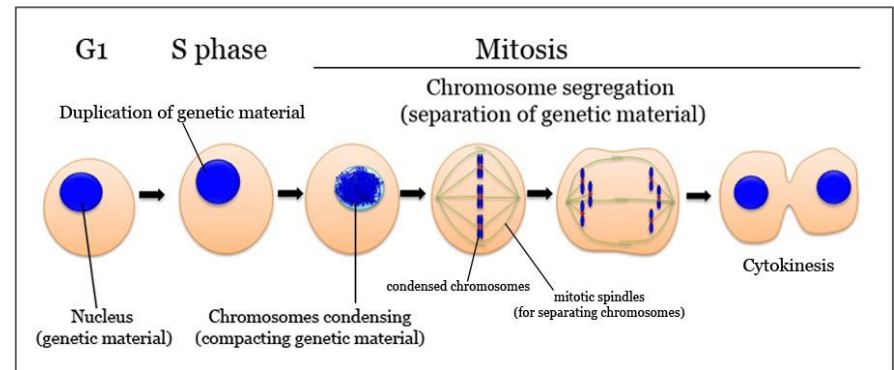 G1
S phase
Mitosis
Chromosome segregation
(separation of genetic material)
Duplication of genetic material
condensed chromosomes
mitotic spindles
(for separating chromosomes)
Cytokinesis
Nucleus
(genetic material)
Chromosomes condensing
(compacting genetic material)